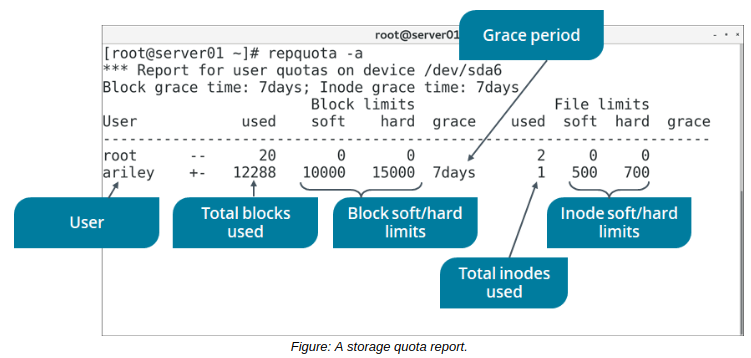 root@server01
Grace period
[root@server01 ~]# repquota -a
*** Report for user quotas on device /dev/sda6
Block grace time: 7days; Inode grace time: 7days
Block limits File limits
User used soft hard grace used soft hard grace
----------------------------------------------------------------------
root -- 20 0 0 2 0 0
ariley +- 12288 10000 15000 7days 1 500 700
User
Total blocks
used
Block soft/hard
limits
Inode soft/hard
limits
Total inodes
used
Figure: A storage quota report.